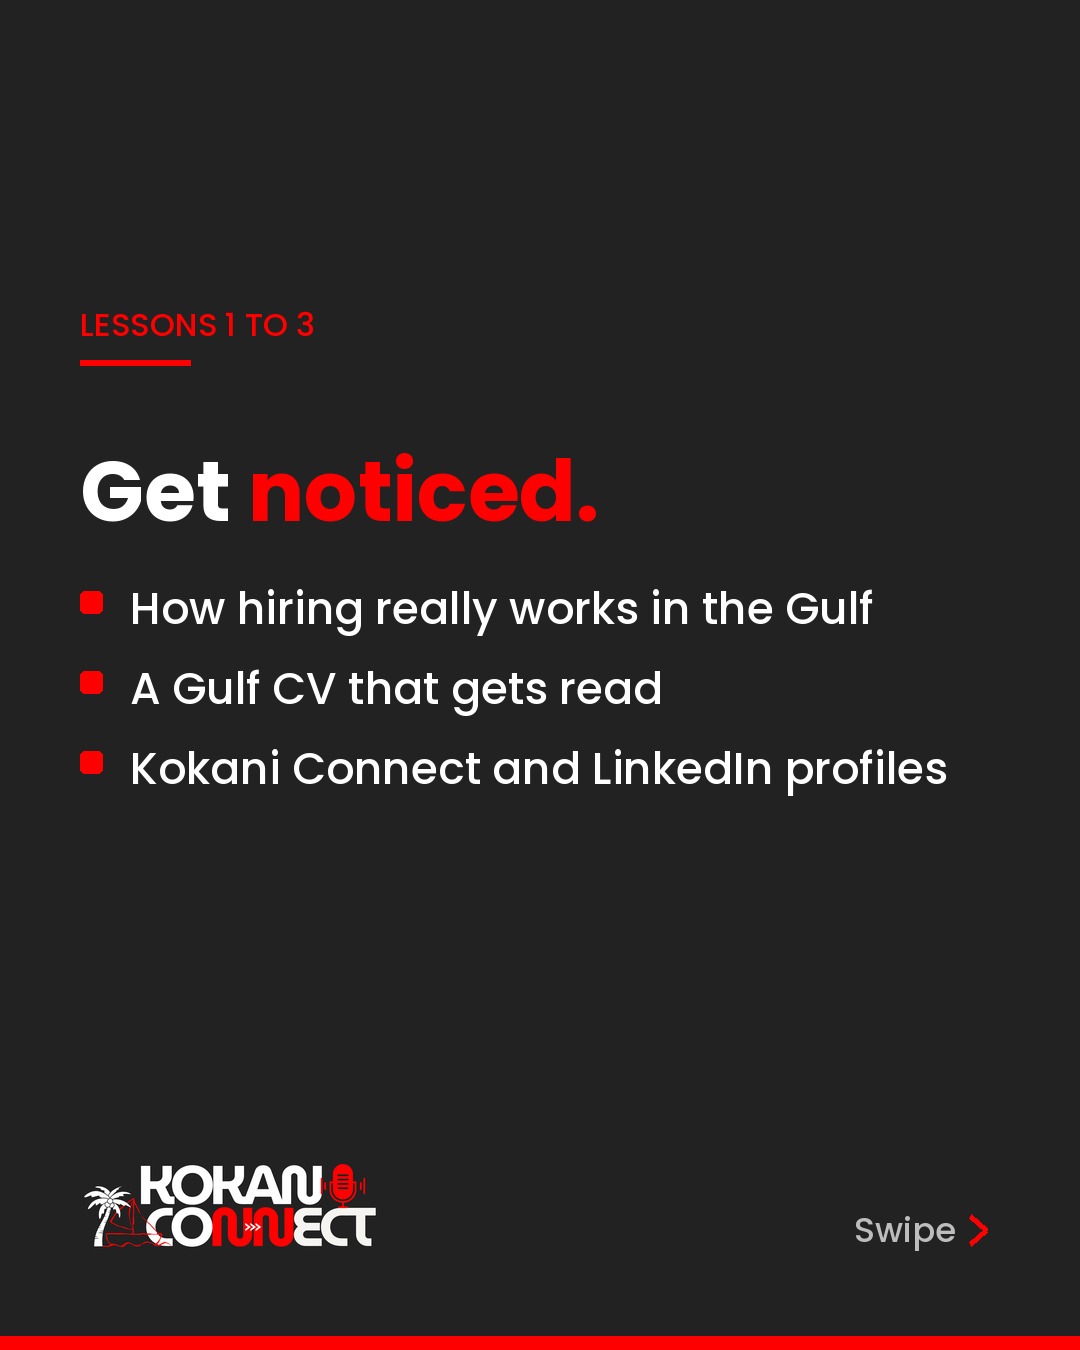 LESSONS 1 TO 3
Get noticed.
How hiring really works in the Gulf
A Gulf CV that gets read
Kokani Connect and LinkedIn profiles
KOKANI
CONNECT
Swipe